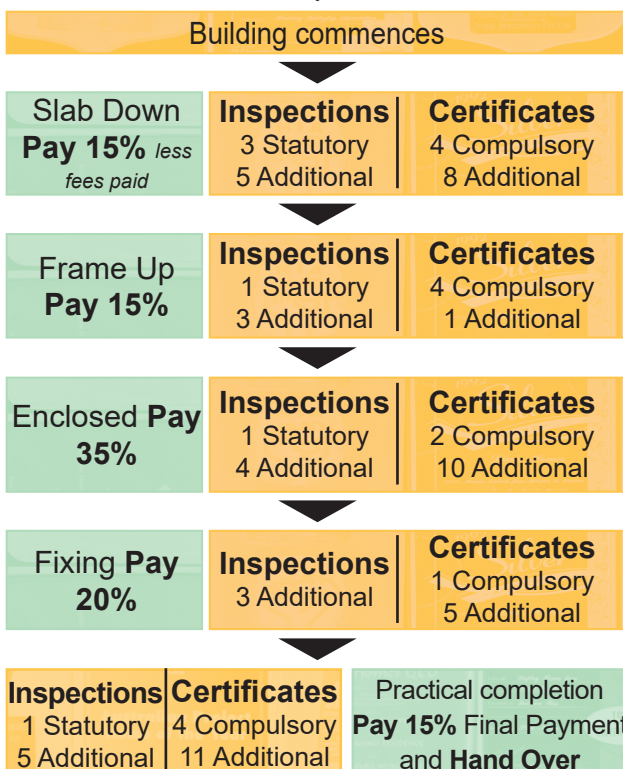 Building commences
Slab Down
Pay 15% less
fees paid
Inspections
3 Statutory
5 Additional
Certificates
4 Compulsory
8 Additional
Frame Up
Pay 15%
Inspections
1 Statutory
3 Additional
Certificates
4 Compulsory
1 Additional
Enclosed Pay
35%
Inspections
1 Statutory
4 Additional
Certificates
2 Compulsory
10 Additional
Fixing Pay
20%
Inspections
3 Additional
Certificates
1 Compulsory
5 Additional
Inspections
1 Statutory
5 Additional
Certificates
4 Compulsory
11 Additional
Practical completion
Pay 15% Final Payment
and Hand Over